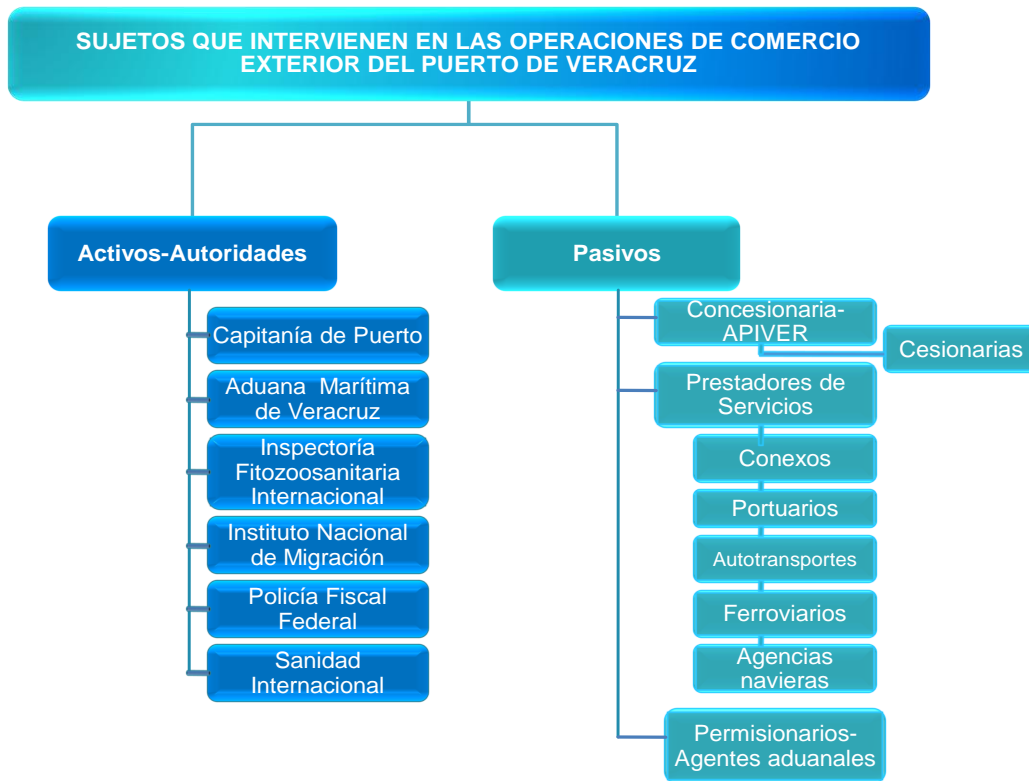 SUJETOS QUE INTERVIENEN EN LAS OPERACIONES DE COMERCIO
EXTERIOR DEL PUERTO DE VERACRUZ
Activos-Autoridades
Capitanía de Puerto
Aduana Marítima
de Veracruz
Inspectoría
Fitozoosanitaria
Internacional
Instituto Nacional
de Migración
Policía Fiscal
Federal
Sanidad
Internacional
Pasivos
Concesionaria-
APIVER
Cesionarias
Prestadores de
Servicios
Conexos
Portuarios
Autotransportes
Ferroviarios
Agencias
navieras
Permisionarios-
Agentes aduanales